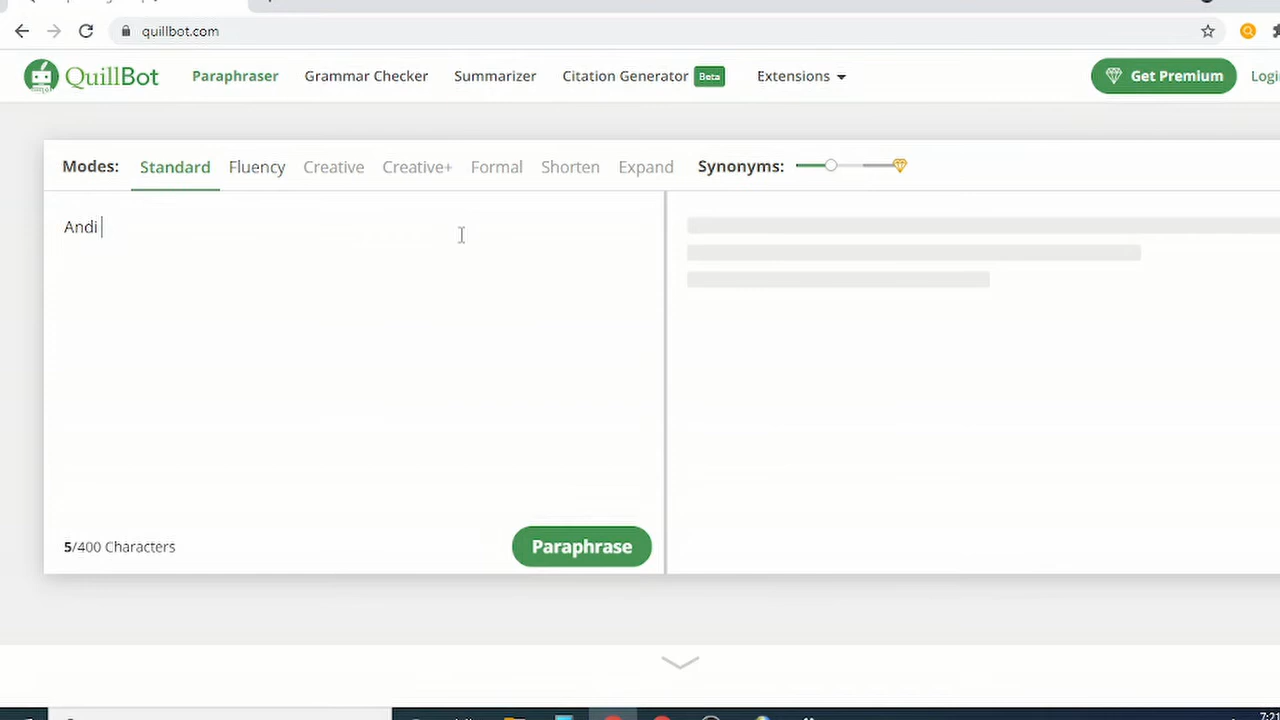 quillbot.com
QuillBot Paraphraser Grammar Checker Summarizer Citation Generator Beta Extensions Get Premium
Modes: Standard Fluency Creative Creative+ Formal Shorten Expand Synonyms:
Andi
5/400 Characters Paraphrase